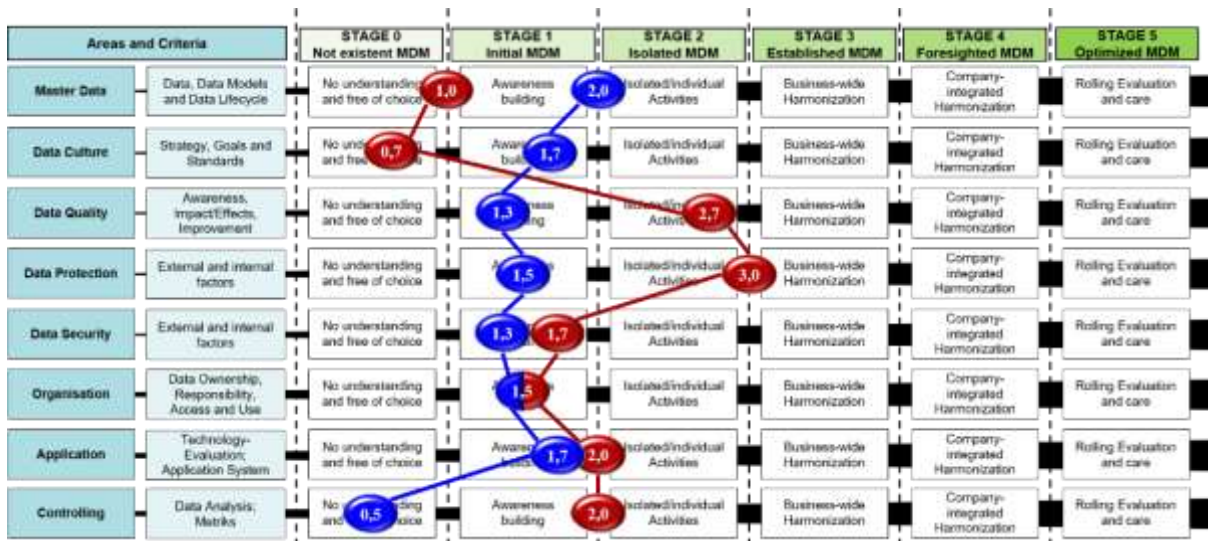 Areas and Criteria
STAGE 0
Not existent MDM
STAGE 1
Initial MDM
STAGE 2
Isolated MDM
STAGE 3
Established MDM
STAGE 4
Foresighted MDM
STAGE 5
Optimized MDM
Master Data
Data, Data Models
and Data Lifecycle
No understanding
and free of choice
1,0
Awareness
building
2,0
Isolated/individual
Activities
Business-wide
Harmonization
Company-
integrated
Harmonization
Rolling Evaluation
and care
Data Culture
Strategy, Goals and
Standards
No
and free
0,7
1,7
Isolated/individual
Activities
Business-wide
Harmonization
Company-
integrated
Harmonization
Rolling Evaluation
and care
Data Quality
Awareness,
Impact/Effects,
Improvement
No understanding
and free of choice
1,3
building
2,7
Business-wide
Harmonization
Company-
integrated
Harmonization
Rolling Evaluation
and care
Data Protection
External and internal
factors
No understanding
and free of choice
1,5
Isolated/individual
Activities
3,0
Business-wide
Harmonization
Company-
integrated
Harmonization
Rolling Evaluation
and care
Data Security
External and internal
factors
No understanding
and free of choice
1,3
1,7
Isolated/individual
Activities
Business-wide
Harmonization
Company-
integrated
Harmonization
Rolling Evaluation
and care
Organisation
Data Ownership,
Responsibility,
Access and Use
No understanding
and free of choice
1,5
Isolated/individual
Activities
Business-wide
Harmonization
Company-
integrated
Harmonization
Rolling Evaluation
and care
Application
Technology-
Evaluation;
Application System
No understanding
and free of choice
1,7
2,0
Isolated/individual
Activities
Business-wide
Harmonization
Company-
integrated
Harmonization
Rolling Evaluation
and care
Controlling
Data Analysis;
Metriks
No
and
0,5
Awareness
building
2,0
Isolated/individual
Activities
Business-wide
Harmonization
Company-
integrated
Harmonization
Rolling Evaluation
and care